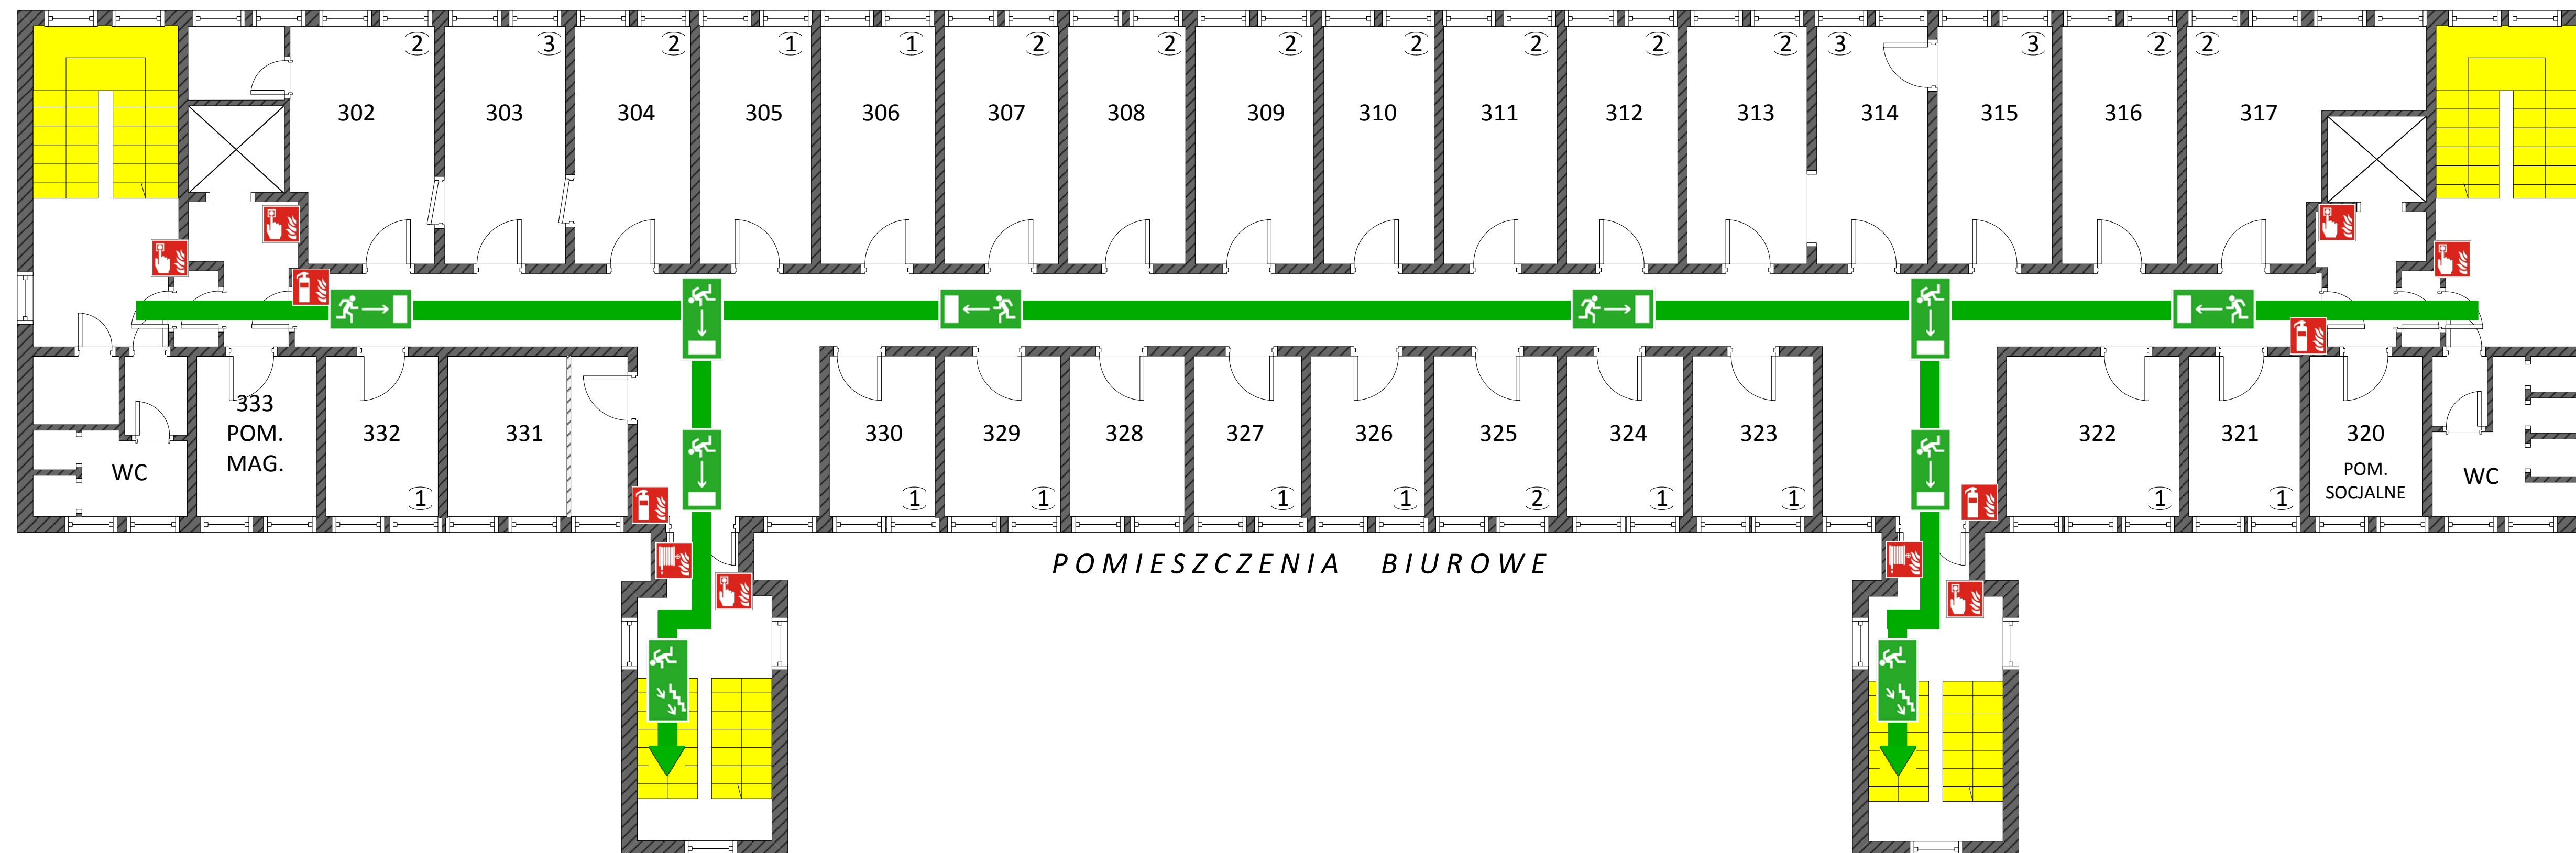 2 3 2 1 1 2 2 2 2 2 2 2 3 3 2 2
302 303 304 305 306 307 308 309 310 311 312 313 314 315 316 317
333
POM.
MAG.
332 331 330 329 328 327 326 325 324 323 322 321 320
POM.
SOCJALNE
WC WC
1 1 1 1 1 2 1 1 1 1
POMIESZCZENIA BIUROWE